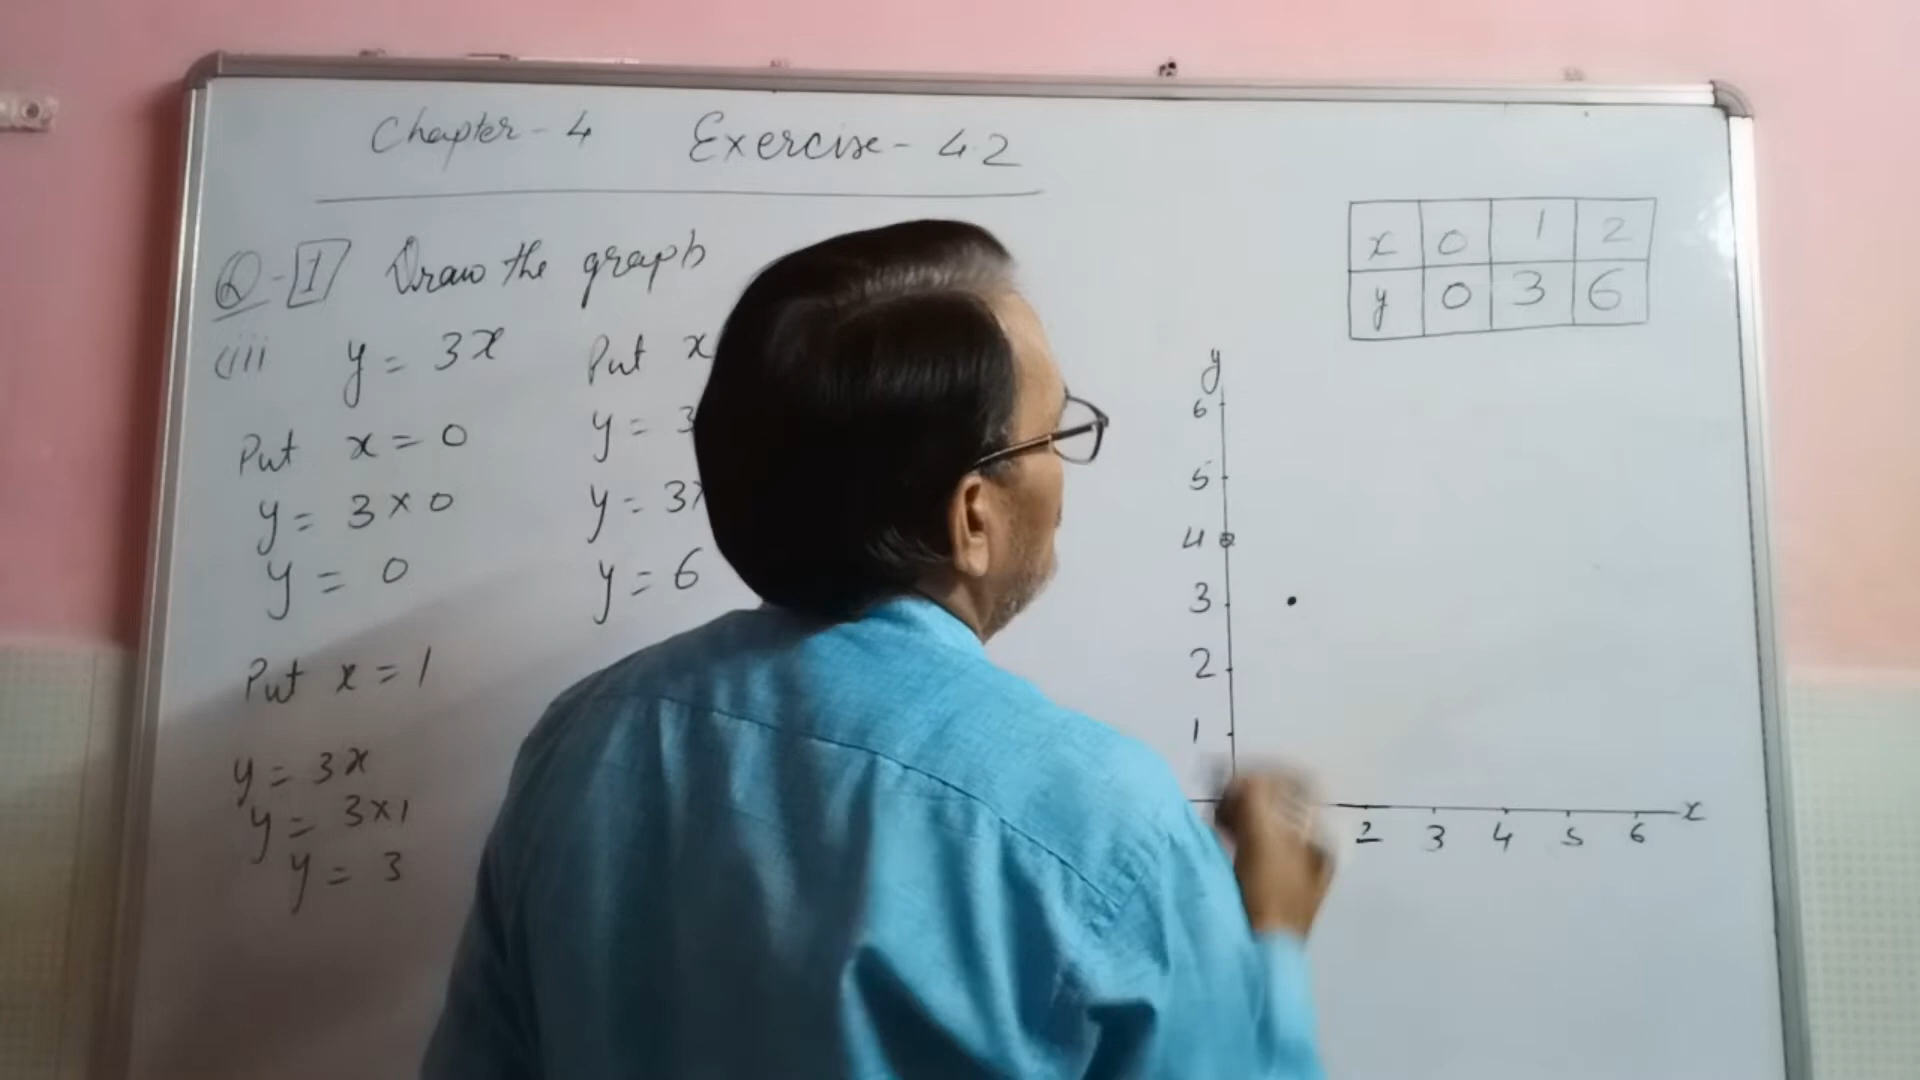 Chapter - 4 Exercise - 4.2
Q-1 Draw the graph
(iii y = 3x
Put x = 0
y = 3 × 0
y = 0
Put x = 1
y = 3x
y = 3×1
y = 3
Put x
y = 3
y = 3×
y = 6
x 0 1 2
y 0 3 6
y
6
5
4
3
2
1
2 3 4 5 6 x